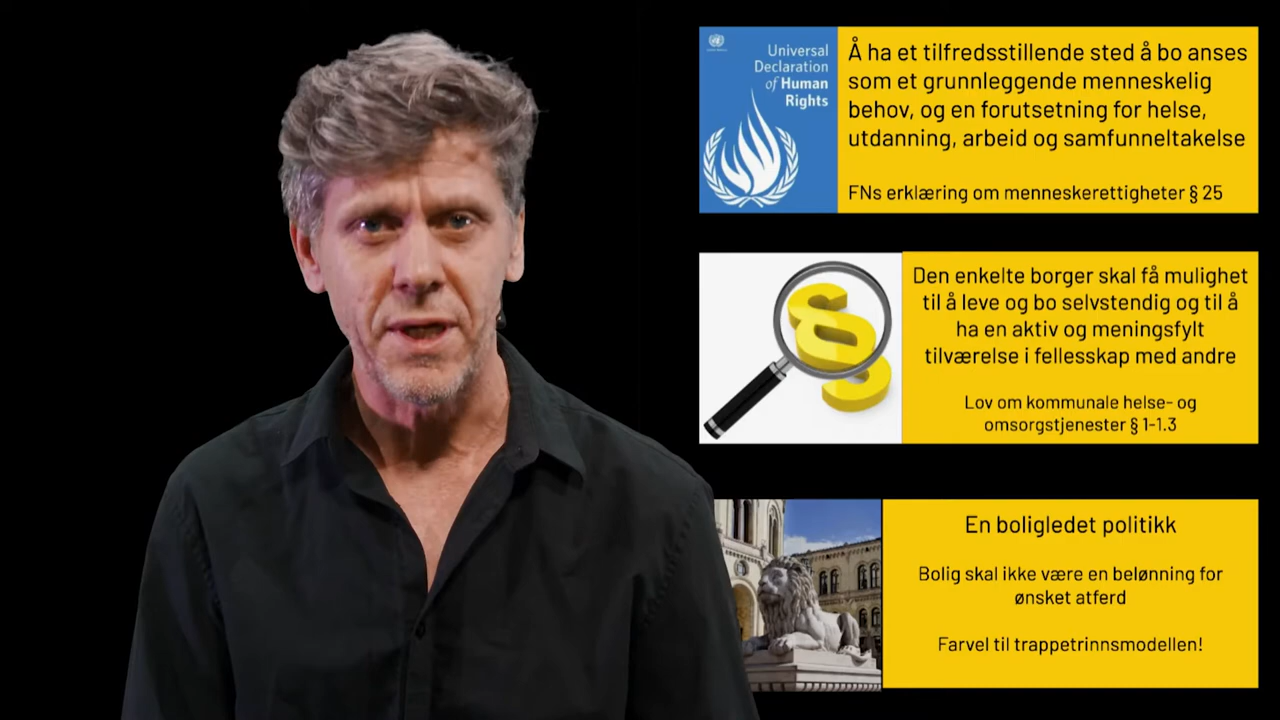 Universal
Declaration
of Human
Rights
Å ha et tilfredsstillende sted å bo anses
som et grunnleggende menneskelig
behov, og en forutsetning for helse,
utdanning, arbeid og samfunneltakelse
FNs erklæring om menneskerettigheter § 25
§
Den enkelte borger skal få mulighet
til å leve og bo selvstendig og til å
ha en aktiv og meningsfylt
tilværelse i fellesskap med andre
Lov om kommunale helse- og
omsorgstjenester § 1-1.3
En boligledet politikk
Bolig skal ikke være en belønning for
ønsket atferd
Farvel til trappetrinnsmodellen!